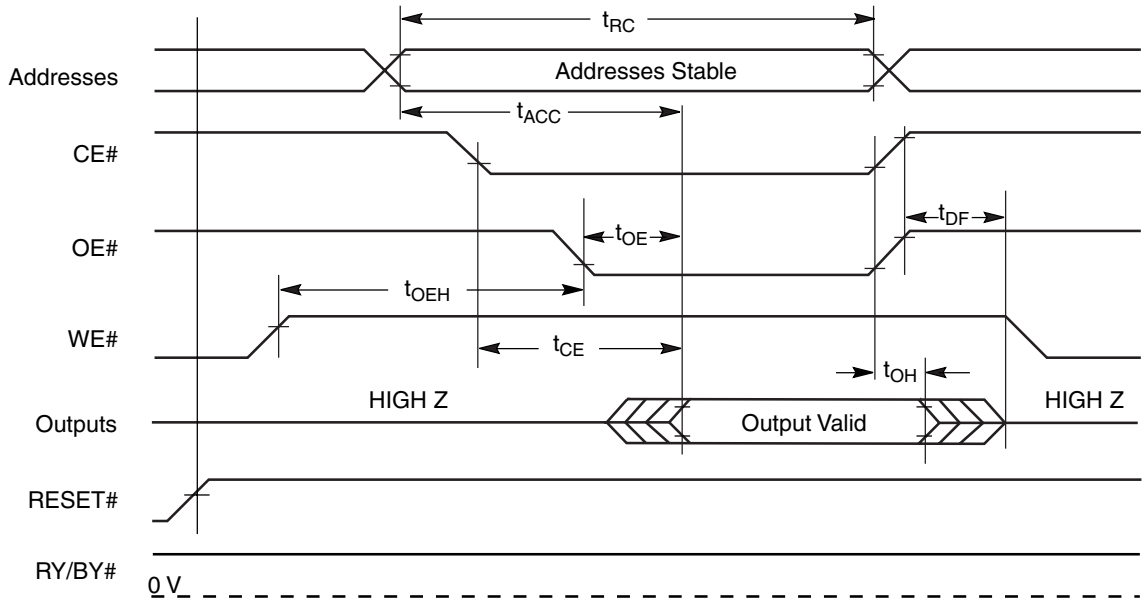 tRC
Addresses
Addresses Stable
tACC
CE#
tDF
OE#
tOE
tOEH
WE#
tCE
tOH
HIGH Z
HIGH Z
Outputs
Output Valid
RESET#
RY/BY#
0 V